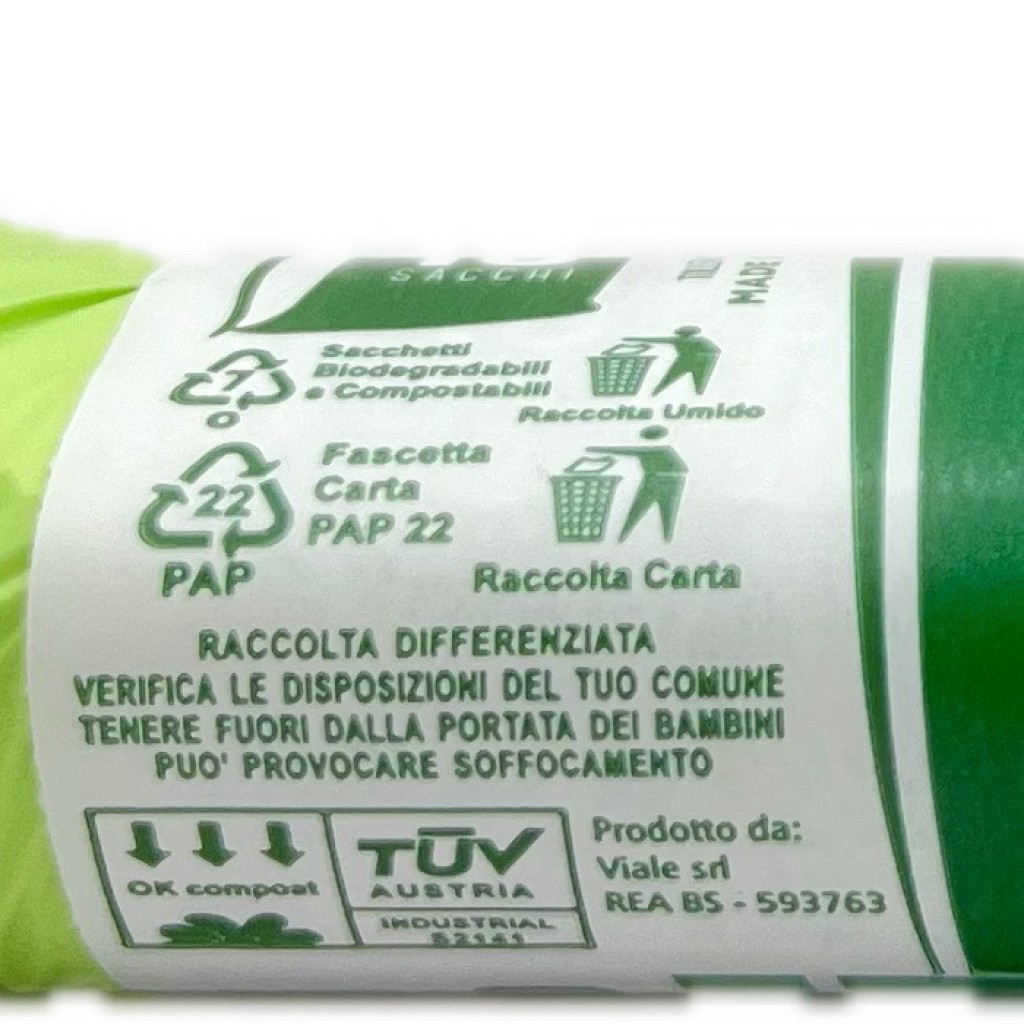 SACCHI
MADE
7
O
Sacchetti
Biodegradabili
e Compostabili
Raccolta Umido
22
PAP
Fascetta
Carta
PAP 22
Raccolta Carta
RACCOLTA DIFFERENZIATA
VERIFICA LE DISPOSIZIONI DEL TUO COMUNE
TENERE FUORI DALLA PORTATA DEI BAMBINI
PUO' PROVOCARE SOFFOCAMENTO
OK compost
TÜV
AUSTRIA
INDUSTRIAL
S2141
Prodotto da:
Viale srl
REA BS - 593763